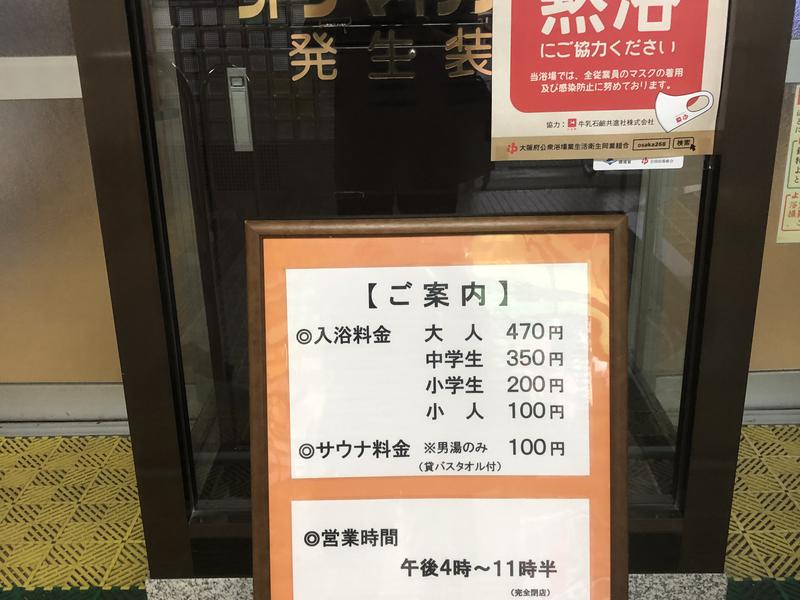 発生装
黙浴
にご協力ください
当浴場では、全従業員のマスクの着用
及び感染防止に努めております。
協力： 牛乳石鹸共進社株式会社
大阪府公衆浴場業生活衛生同業組合 osaka268 検索
【ご案内】
◎入浴料金 大人 470円
中学生 350円
小学生 200円
小人 100円
◎サウナ料金 ※男湯のみ 100円
（貸バスタオル付）
◎営業時間
午後4時～11時半
（完全閉店）